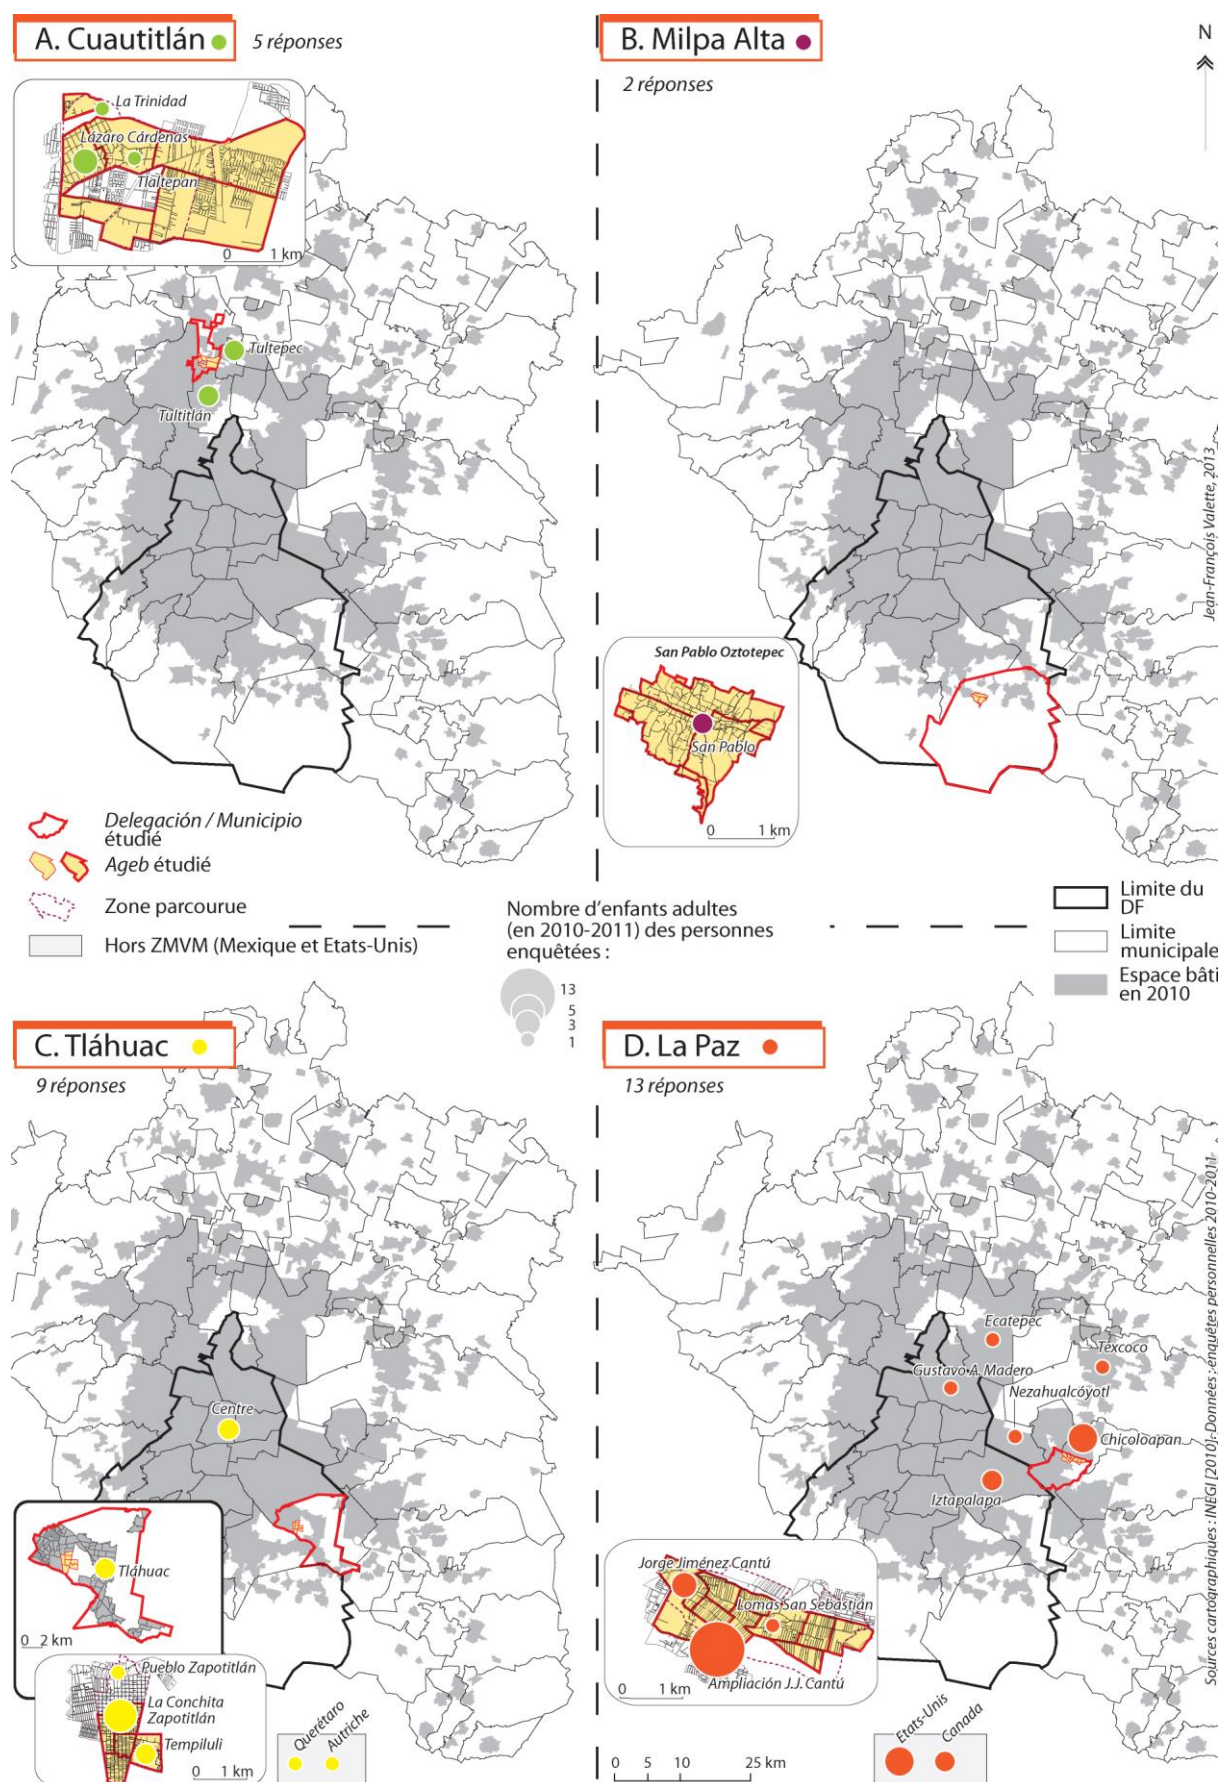 A. Cuautitlán
5 réponses
La Trinidad
Lázaro Cárdenas
Tlaltepan
0 1 km
Tultepec
Tultitlán
B. Milpa Alta
2 réponses
N
San Pablo Oztotepec
San Pablo
0 1 km
Jean-François Valette, 2013
Delegación / Municipio
étudié
Ageb étudié
Zone parcourue
Hors ZMVM (Mexique et Etats-Unis)
Nombre d'enfants adultes
(en 2010-2011) des personnes
enquêtées :
13
5
3
1
Limite du
DF
Limite
municipale
Espace bâti
en 2010
C. Tláhuac
9 réponses
Centre
Tláhuac
0 2 km
Pueblo Zapotitlán
La Conchita
Zapotitlán
Tempiluli
0 1 km
Querétaro
Autriche
D. La Paz
13 réponses
Ecatepec
Texcoco
Gustavo A. Madero
Nezahualcóyotl
Chicoloapan
Iztapalapa
Jorge Jiménez Cantú
Lomas San Sebastián
Ampliación J.J. Cantú
0 1 km
Etats-Unis
Canada
0 5 10 25 km
Sources cartographiques : INEGI [2010]; Données : enquêtes personnelles 2010-2011